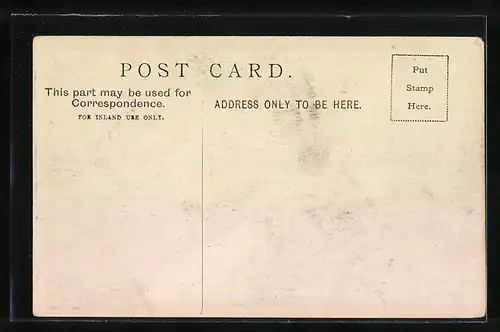 POST CARD.
This part may be used for
Correspondence.
FOR INLAND USE ONLY.
ADDRESS ONLY TO BE HERE.
Put
Stamp
Here.